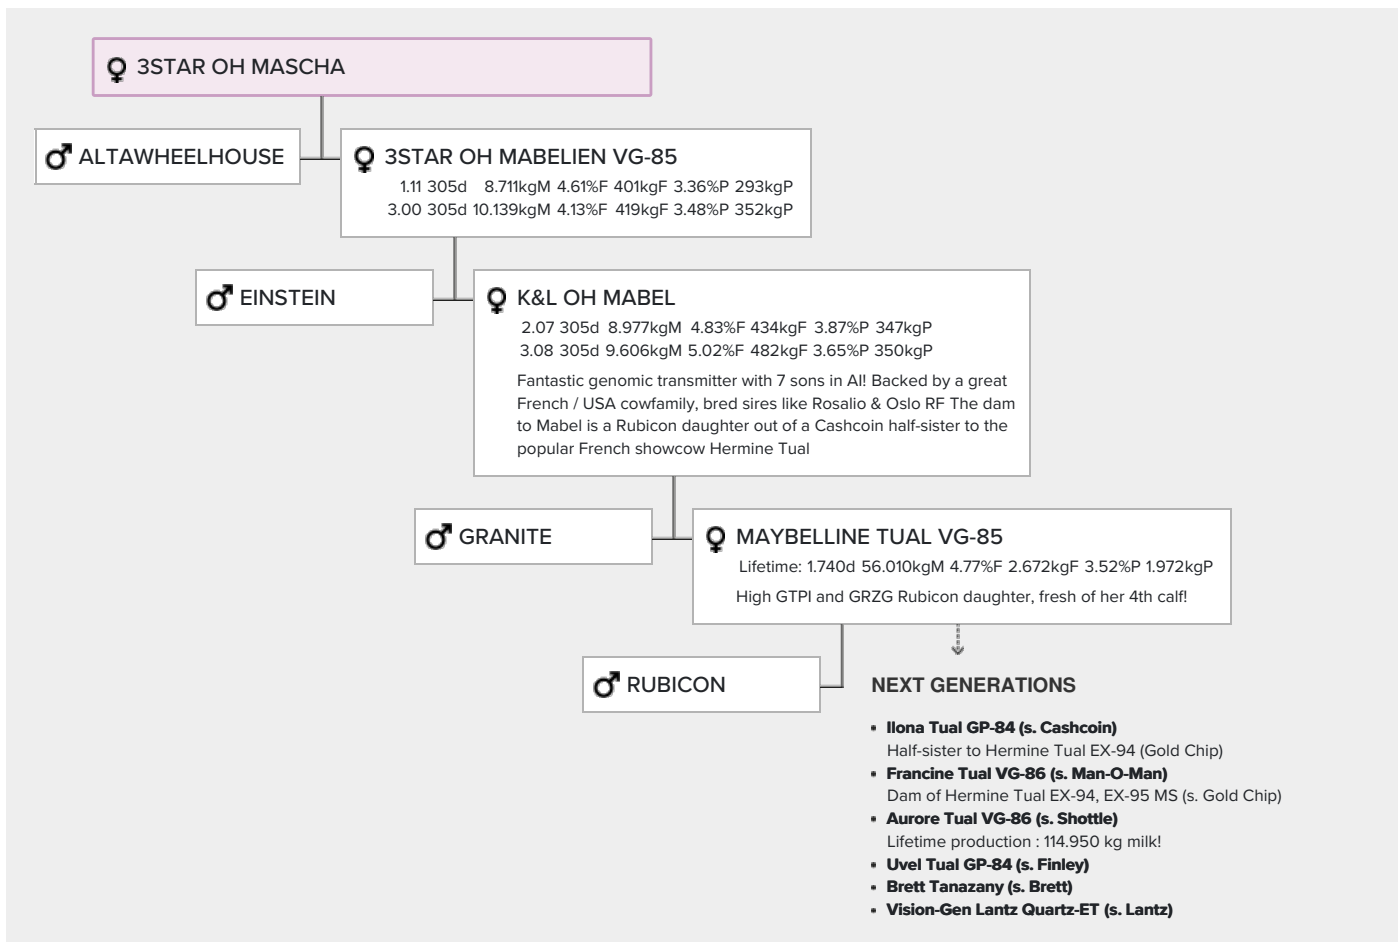 3STAR OH MASCHA
ALTAWHEELHOUSE
3STAR OH MABELIEN VG-85
1.11 305d 8.711kgM 4.61%F 401kgF 3.36%P 293kgP
3.00 305d 10.139kgM 4.13%F 419kgF 3.48%P 352kgP
EINSTEIN
K&L OH MABEL
2.07 305d 8.977kgM 4.83%F 434kgF 3.87%P 347kgP
3.08 305d 9.606kgM 5.02%F 482kgF 3.65%P 350kgP
Fantastic genomic transmitter with 7 sons in AI! Backed by a great
French / USA cowfamily, bred sires like Rosalio & Oslo RF The dam
to Mabel is a Rubicon daughter out of a Cashcoin half-sister to the
popular French showcow Hermine Tual
GRANITE
MAYBELLINE TUAL VG-85
Lifetime: 1.740d 56.010kgM 4.77%F 2.672kgF 3.52%P 1.972kgP
High GTPI and GRZG Rubicon daughter, fresh of her 4th calf!
RUBICON
NEXT GENERATIONS
• Ilona Tual GP-84 (s. Cashcoin)
Half-sister to Hermine Tual EX-94 (Gold Chip)
• Francine Tual VG-86 (s. Man-O-Man)
Dam of Hermine Tual EX-94, EX-95 MS (s. Gold Chip)
• Aurore Tual VG-86 (s. Shottle)
Lifetime production : 114.950 kg milk!
• Uvel Tual GP-84 (s. Finley)
• Brett Tanazany (s. Brett)
• Vision-Gen Lantz Quartz-ET (s. Lantz)